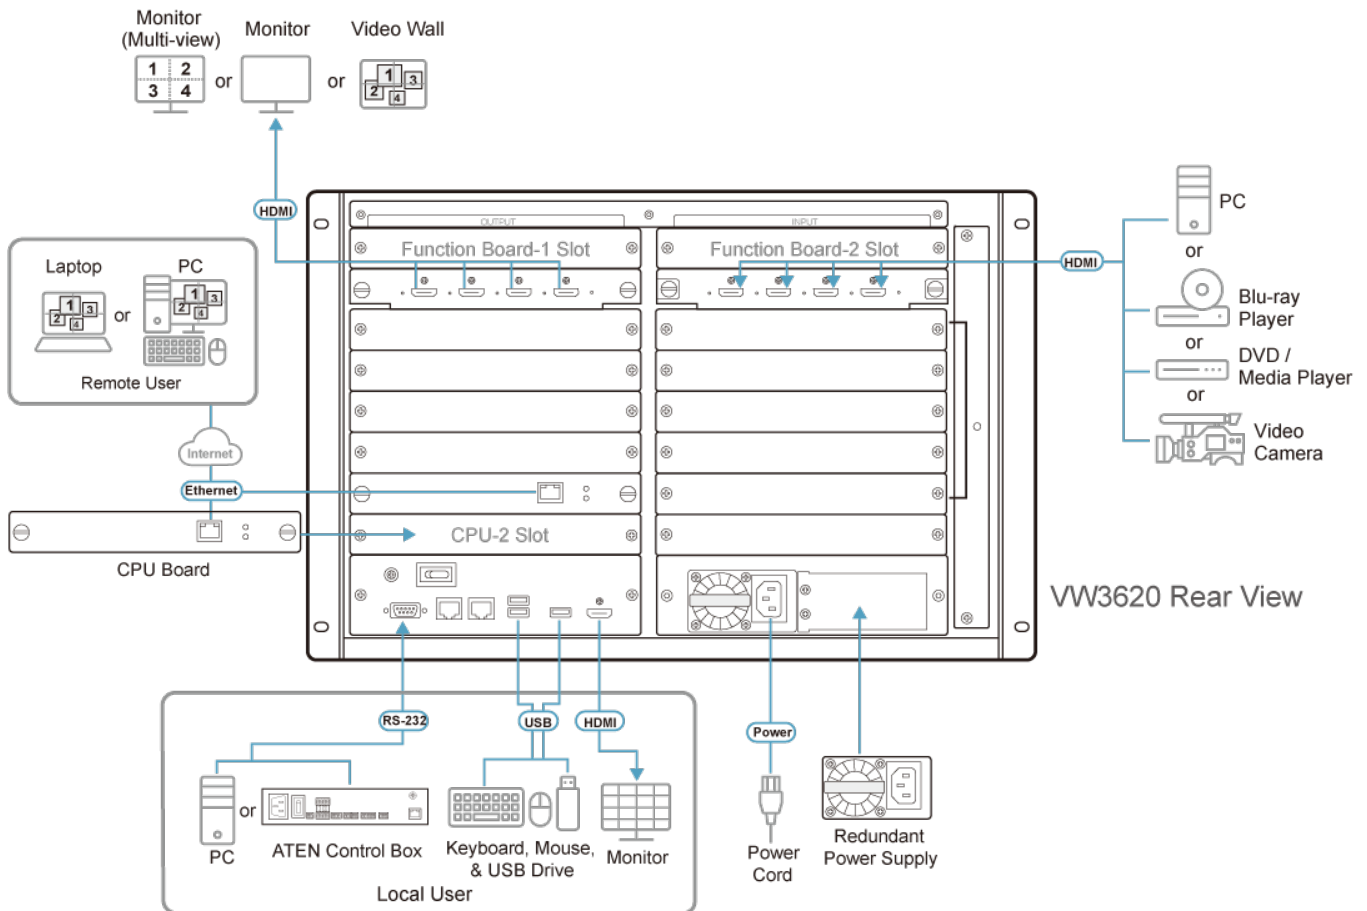 Monitor
(Multi-view)
Monitor
Video Wall
1 2
3 4
or
or
1
2
3
4
HDMI
OUTPUT
INPUT
Function Board-1 Slot
Function Board-2 Slot
HDMI
PC
or
Blu-ray
Player
or
DVD /
Media Player
or
Video
Camera
Laptop
PC
1
2
3
4
or
1
2
3
4
Remote User
Internet
Ethernet
CPU Board
CPU-2 Slot
VW3620 Rear View
RS-232
USB
HDMI
Power
PC
or
ATEN Control Box
Keyboard, Mouse,
& USB Drive
Monitor
Local User
Power
Cord
Redundant
Power Supply